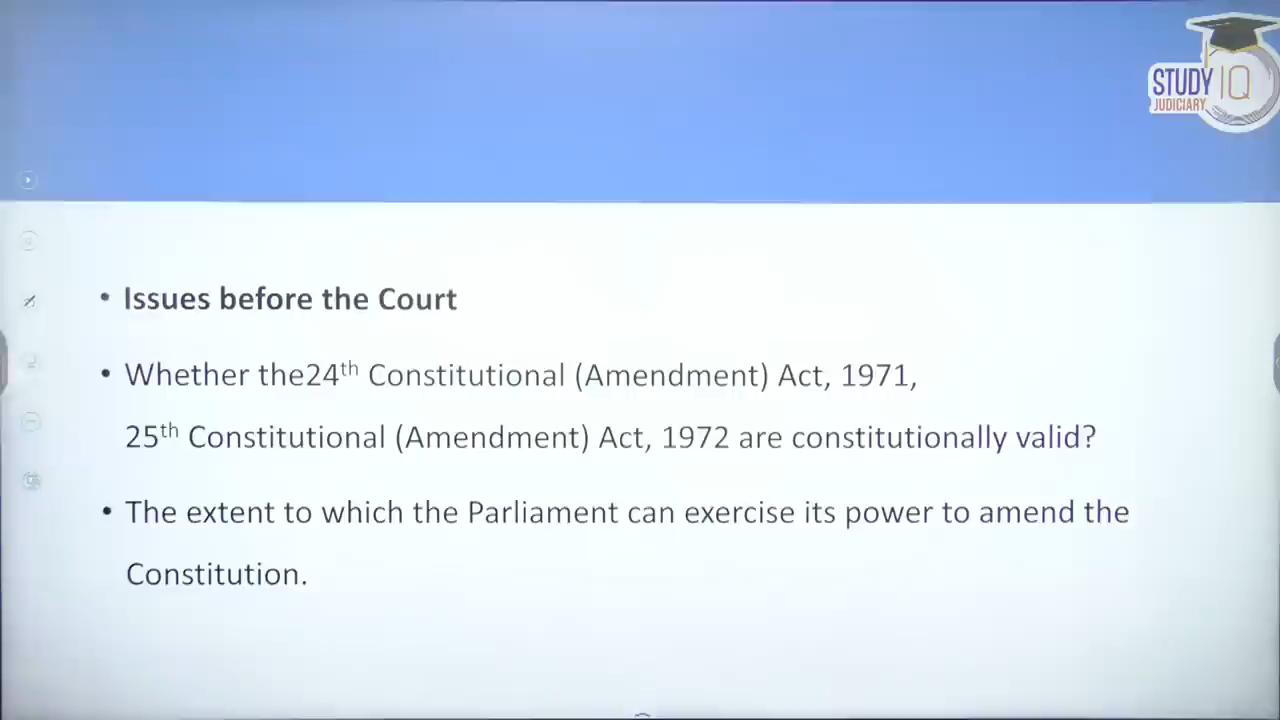 STUDY IQ
JUDICIARY
• Issues before the Court
• Whether the24th Constitutional (Amendment) Act, 1971,
25th Constitutional (Amendment) Act, 1972 are constitutionally valid?
• The extent to which the Parliament can exercise its power to amend the
Constitution.